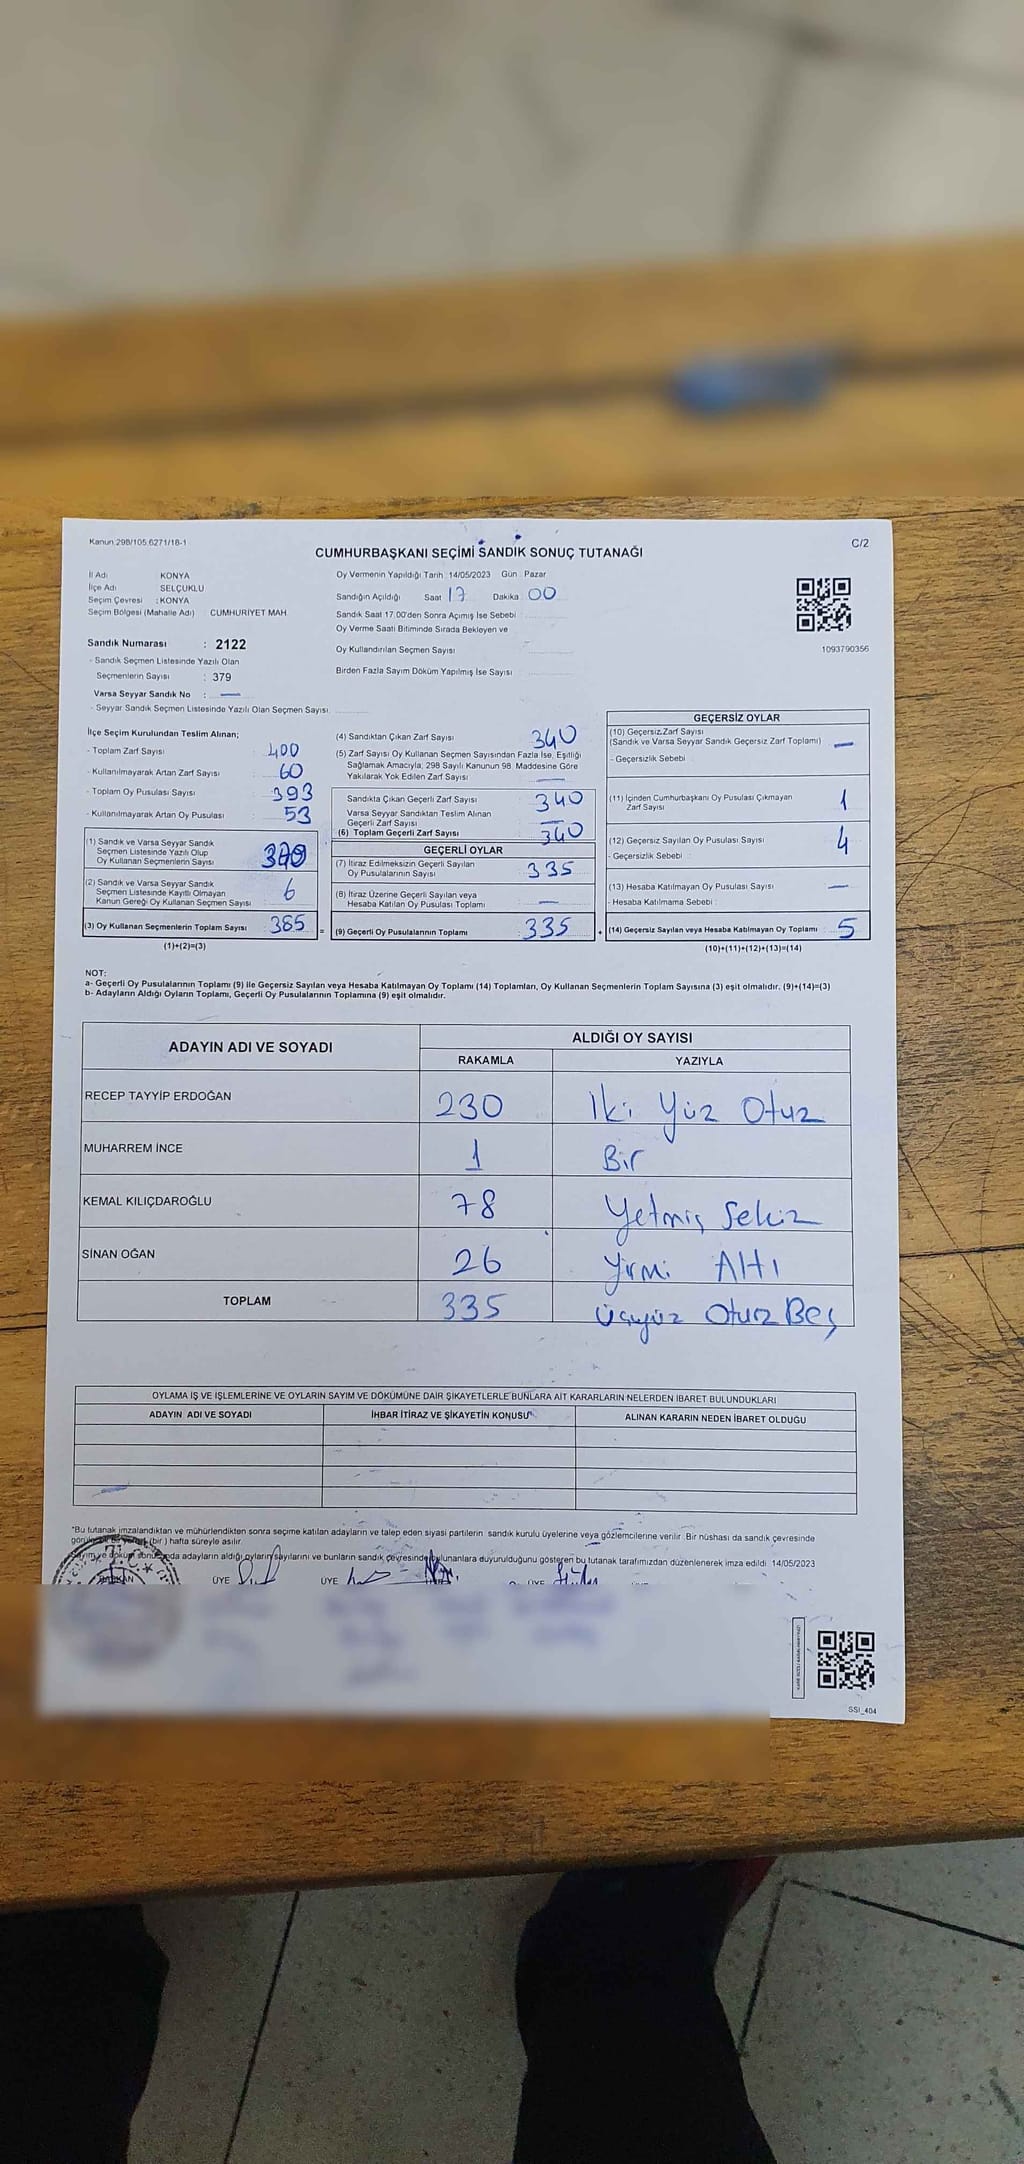 Kanun 298/105.6271/18-1
CUMHURBAŞKANI SEÇİMİ SANDIK SONUÇ TUTANAĞI
C/2
İl Adı KONYA
İlçe Adı SELÇUKLU
Seçim Çevresi : KONYA
Seçim Bölgesi (Mahalle Adı) CUMHURİYET MAH.
Oy Vermenin Yapıldığı Tarih 14/05/2023 Gün Pazar
Sandığın Açıldığı Saat 17 Dakika 00
Sandık Saat 17:00'den Sonra Açımış İse Sebebi
Oy Verme Saati Bitiminde Sırada Bekleyen ve
Oy Kullandırılan Seçmen Sayısı
Birden Fazla Sayım Döküm Yapılmış İse Sayısı
1093790356
Sandık Numarası : 2122
- Sandık Seçmen Listesinde Yazılı Olan
Seçmenlerin Sayısı : 379
Varsa Seyyar Sandık No : —
- Seyyar Sandık Seçmen Listesinde Yazılı Olan Seçmen Sayısı
İlçe Seçim Kurulundan Teslim Alınan;
- Toplam Zarf Sayısı 400
- Kullanılmayarak Artan Zarf Sayısı 60
- Toplam Oy Pusulası Sayısı 393
- Kullanılmayarak Artan Oy Pusulası 53
(1) Sandık ve Varsa Seyyar Sandık
Seçmen Listesinde Yazılı Olup
Oy Kullanan Seçmenlerin Sayısı
(2) Sandık ve Varsa Seyyar Sandık
Seçmen Listesinde Kayıtlı Olmayan
Kanun Gereği Oy Kullanan Seçmen Sayısı 6
(3) Oy Kullanan Seçmenlerin Toplam Sayısı 385 =
(1)+(2)=(3)
(4) Sandıktan Çıkan Zarf Sayısı 340
(5) Zarf Sayısı Oy Kullanan Seçmen Sayısından Fazla İse, Eşitliği
Sağlamak Amacıyla, 298 Sayılı Kanunun 98. Maddesine Göre
Yakılarak Yok Edilen Zarf Sayısı —
Sandıkta Çıkan Geçerli Zarf Sayısı 340
Varsa Seyyar Sandıktan Teslim Alınan
Geçerli Zarf Sayısı —
(6) Toplam Geçerli Zarf Sayısı 340
GEÇERLİ OYLAR
(7) İtiraz Edilmeksizin Geçerli Sayılan
Oy Pusulalarının Sayısı 335
(8) İtiraz Üzerine Geçerli Sayılan veya
Hesaba Katılan Oy Pusulası Toplamı —
(9) Geçerli Oy Pusulalarının Toplamı 335 +
GEÇERSİZ OYLAR
(10) Geçersiz Zarf Sayısı
(Sandık ve Varsa Seyyar Sandık Geçersiz Zarf Toplamı) —
- Geçersizlik Sebebi
(11) İçinden Cumhurbaşkanı Oy Pusulası Çıkmayan
Zarf Sayısı 1
(12) Geçersiz Sayılan Oy Pusulası Sayısı 4
- Geçersizlik Sebebi
(13) Hesaba Katılmayan Oy Pusulası Sayısı —
- Hesaba Katılmama Sebebi
(14) Geçersiz Sayılan veya Hesaba Katılmayan Oy Toplamı 5
(10)+(11)+(12)+(13)=(14)
NOT:
a- Geçerli Oy Pusulalarının Toplamı (9) ile Geçersiz Sayılan veya Hesaba Katılmayan Oy Toplamı (14) Toplamları, Oy Kullanan Seçmenlerin Toplam Sayısına (3) eşit olmalıdır. (9)+(14)=(3)
b- Adayların Aldığı Oyların Toplamı, Geçerli Oy Pusulalarının Toplamına (9) eşit olmalıdır.
ADAYIN ADI VE SOYADI ALDIĞI OY SAYISI
RAKAMLA YAZIYLA
RECEP TAYYİP ERDOĞAN 230 İki Yüz Otuz
MUHARREM İNCE 1 Bir
KEMAL KILIÇDAROĞLU 78 Yetmiş Sekiz
SİNAN OĞAN 26 Yirmi Altı
TOPLAM 335 Üçyüz Otuz Beş
OYLAMA İŞ VE İŞLEMLERİNE VE OYLARIN SAYIM VE DÖKÜMÜNE DAİR ŞİKAYETLERLE BUNLARA AİT KARARLARIN NELERDEN İBARET BULUNDUKLARI
ADAYIN ADI VE SOYADI İHBAR İTİRAZ VE ŞİKAYETİN KONUSU ALINAN KARARIN NEDEN İBARET OLDUĞU
*Bu tutanak imzalandıktan ve mühürlendikten sonra seçime katılan adayların ve talep eden siyasi partilerin sandık kurulu üyelerine veya gözlemcilerine verilir. Bir nüshası da sandık çevresinde
(bir) hafta süreyle asılır.
adayların aldığı oyların sayılarını ve bunların sandık çevresinde bulunanlara duyurulduğunu gösteren bu tutanak tarafımızdan düzenlenerek imza edildi. 14/05/2023
T.C.
BAŞKAN ÜYE ÜYE ÜYE
SSI_404